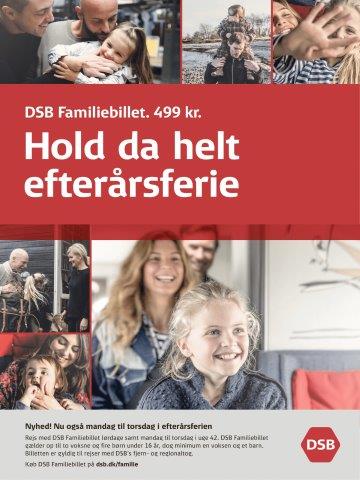 DSB Familiebillet. 499 kr.
Hold da helt
efterårsferie
Nyhed! Nu også mandag til torsdag i efterårsferien
Rejs med DSB Familiebillet lørdage samt mandag til torsdag i uge 42. DSB Familiebillet
gælder op til to voksne og fire børn under 16 år, dog minimum en voksen og et barn.
Billetten er gyldig til rejser med DSB's fjern- og regionaltog.
Køb DSB Familiebillet på dsb.dk/familie
DSB